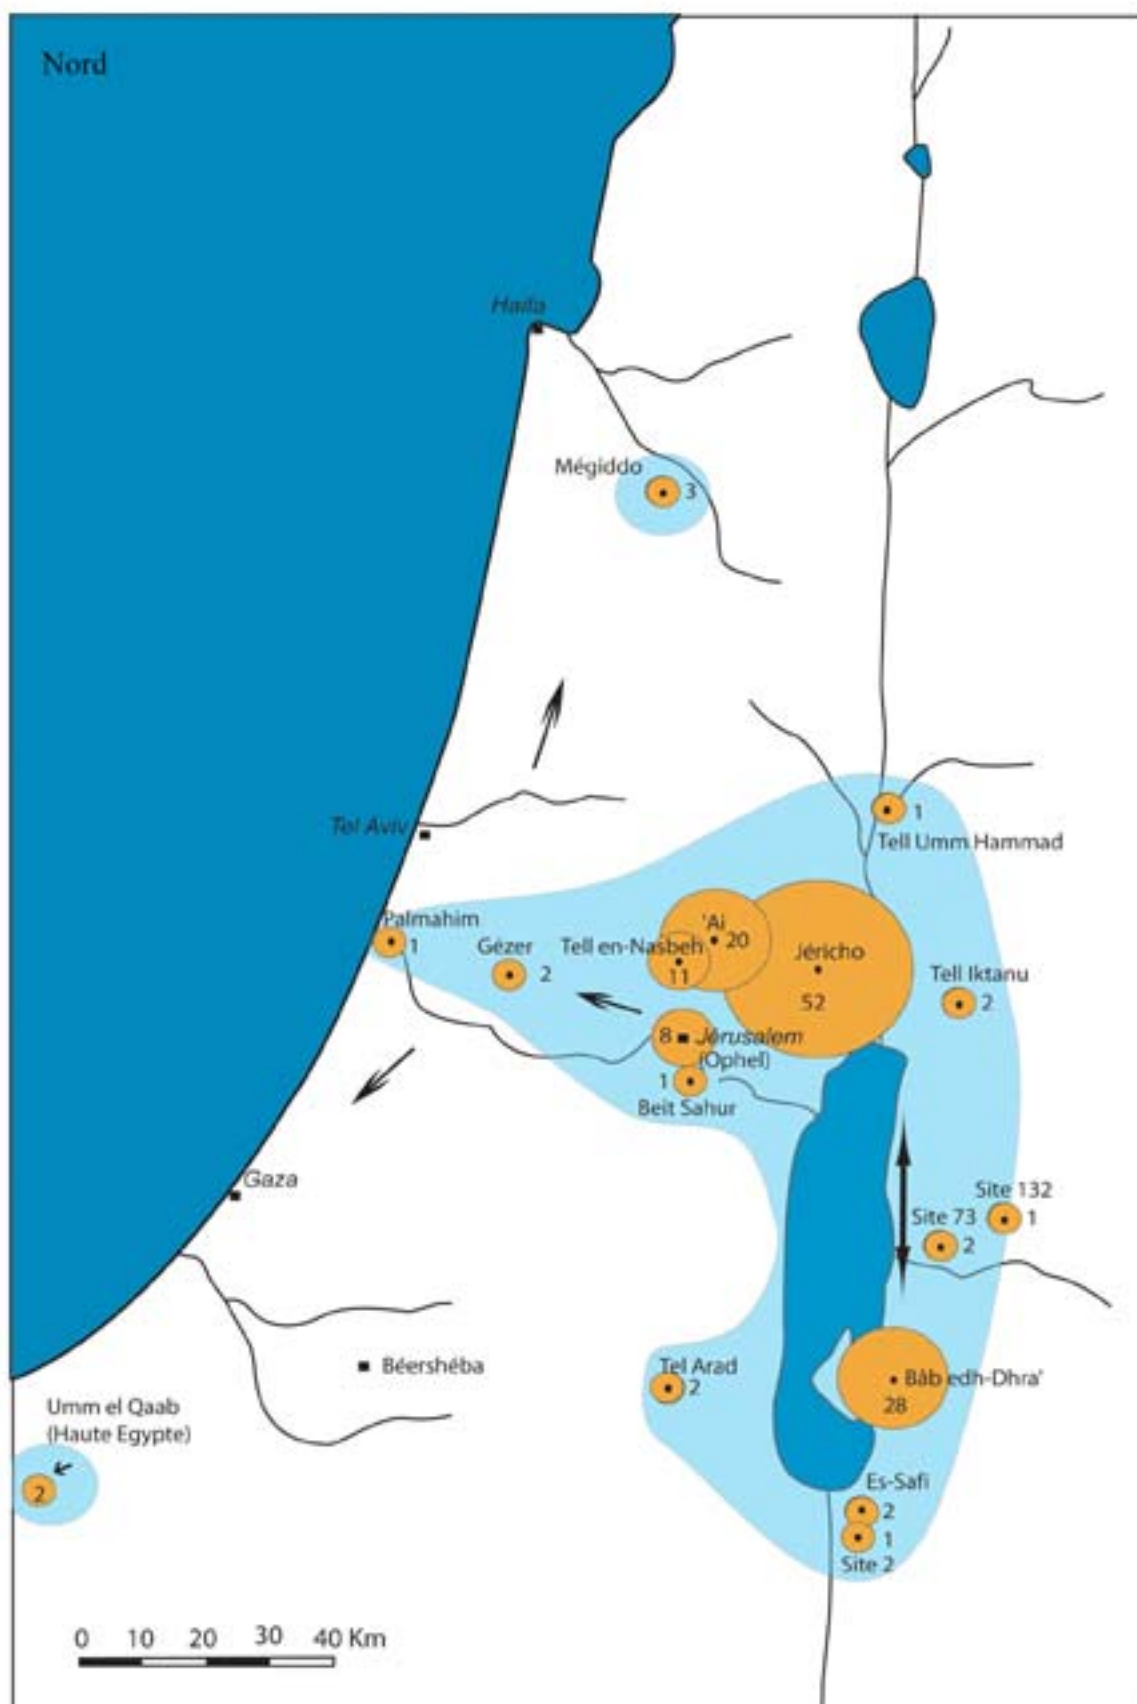 Nord
Haifa
Mégiddo
3
Tel Aviv
1
Tell Umm Hammad
Palmahim
1
Gézer
2
Tell en-Nasbeh
11
'Ai
20
Jéricho
52
Tell Iktanu
2
8
Jérusalem
(Ophel)
1
Beit Sahur
Gaza
Site 132
1
Site 73
2
Béershéba
Tel Arad
2
Bâb edh-Dhra'
28
Umm el Qaab
(Haute Egypte)
2
Es-Safi
2
1
Site 2
0 10 20 30 40 Km